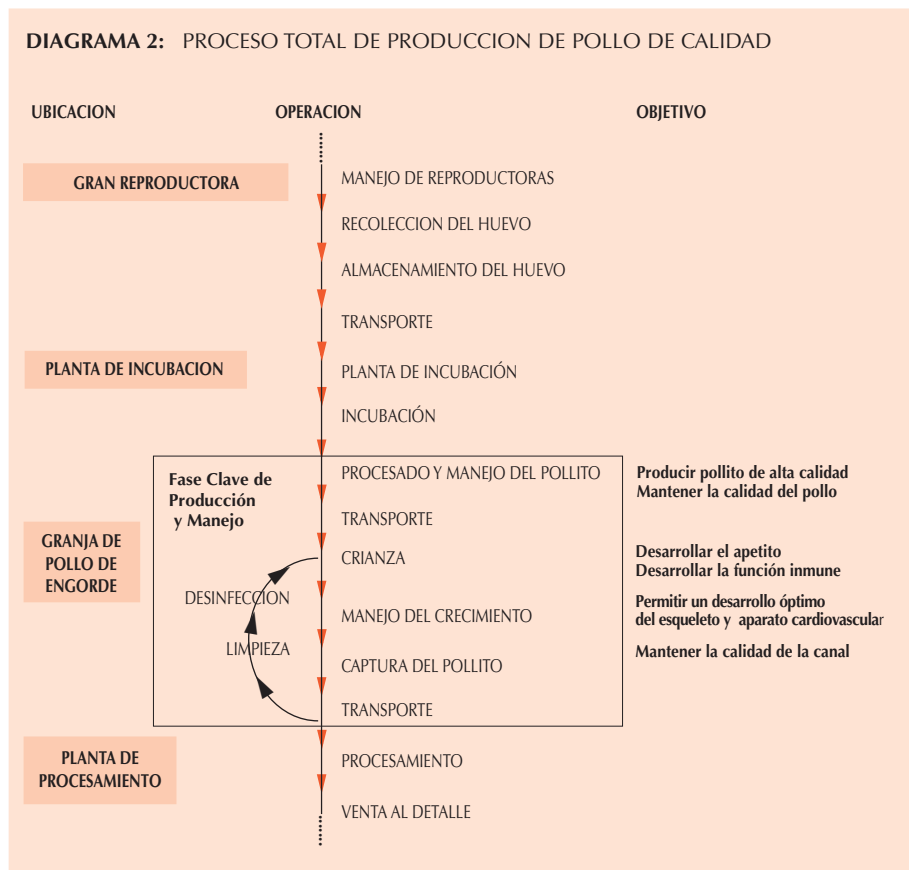 DIAGRAMA 2: PROCESO TOTAL DE PRODUCCION DE POLLO DE CALIDAD
UBICACION
OPERACION
OBJETIVO
GRAN REPRODUCTORA
MANEJO DE REPRODUCTORAS
RECOLECCION DEL HUEVO
ALMACENAMIENTO DEL HUEVO
TRANSPORTE
PLANTA DE INCUBACION
PLANTA DE INCUBACIÓN
INCUBACIÓN
Fase Clave de
Producción
y Manejo
PROCESADO Y MANEJO DEL POLLITO
Producir pollito de alta calidad
Mantener la calidad del pollo
TRANSPORTE
GRANJA DE
POLLO DE
ENGORDE
CRIANZA
Desarrollar el apetito
Desarrollar la función inmune
DESINFECCION
MANEJO DEL CRECIMIENTO
Permitir un desarrollo óptimo
del esqueleto y aparato cardiovascular
LIMPIEZA
CAPTURA DEL POLLITO
Mantener la calidad de la canal
TRANSPORTE
PLANTA DE
PROCESAMIENTO
PROCESAMIENTO
VENTA AL DETALLE